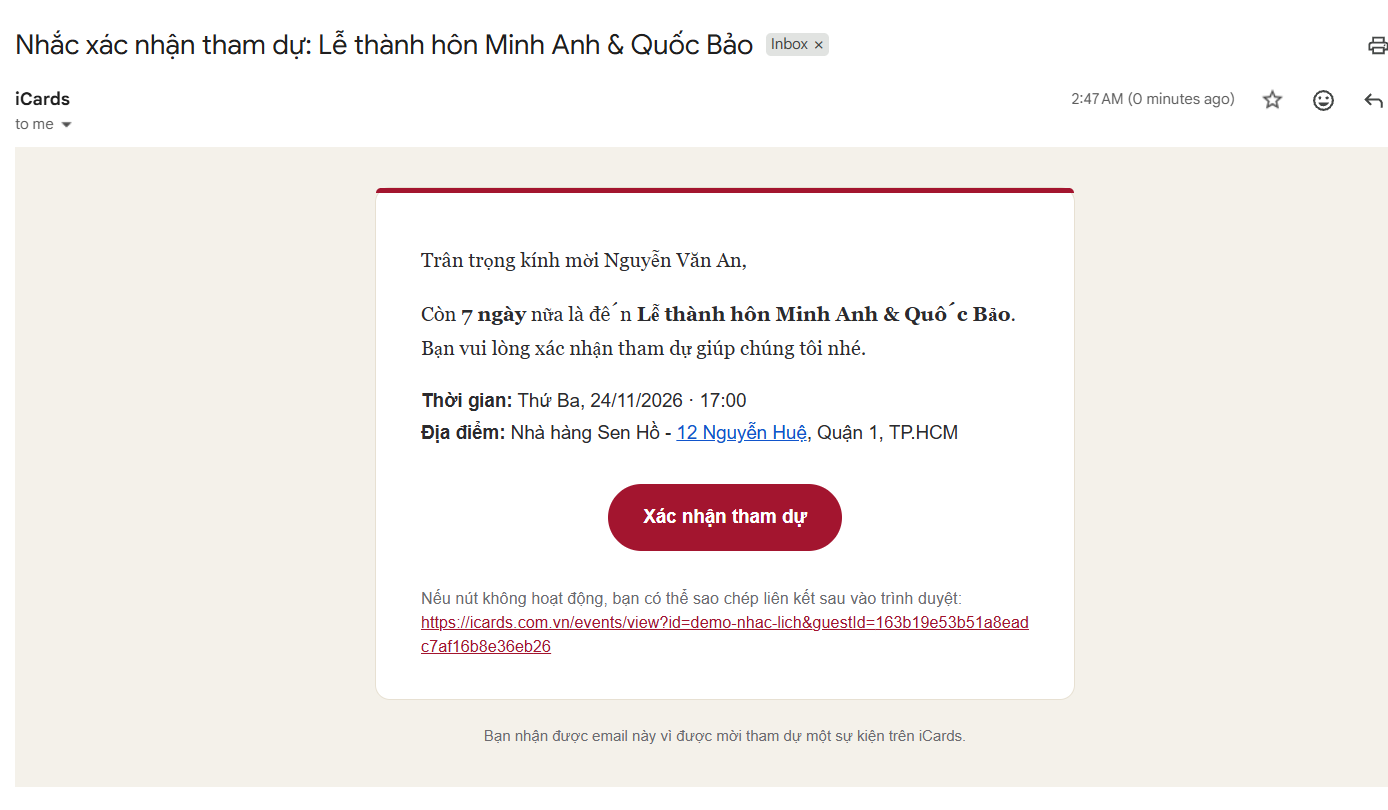 Nhắc xác nhận tham dự: Lễ thành hôn Minh Anh & Quốc Bảo Inbox ×
iCards
2:47 AM (0 minutes ago)
to me
Trân trọng kính mời Nguyễn Văn An,
Còn 7 ngày nữa là đến Lễ thành hôn Minh Anh & Quốc Bảo.
Bạn vui lòng xác nhận tham dự giúp chúng tôi nhé.
Thời gian: Thứ Ba, 24/11/2026 · 17:00
Địa điểm: Nhà hàng Sen Hồ - 12 Nguyễn Huệ, Quận 1, TP.HCM
Xác nhận tham dự
Nếu nút không hoạt động, bạn có thể sao chép liên kết sau vào trình duyệt:
https://icards.com.vn/events/view?id=demo-nhac-lich&guestId=163b19e53b51a8ead
c7af16b8e36eb26
Bạn nhận được email này vì được mời tham dự một sự kiện trên iCards.